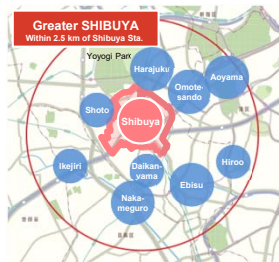 Greater SHIBUYA
Within 2.5 km of Shibuya Sta.
Yoyogi Park
Harajuku
Omote-
sando
Aoyama
Shoto
Shibuya
Ikejiri
Daikan-
yama
Hiroo
Ebisu
Naka-
meguro